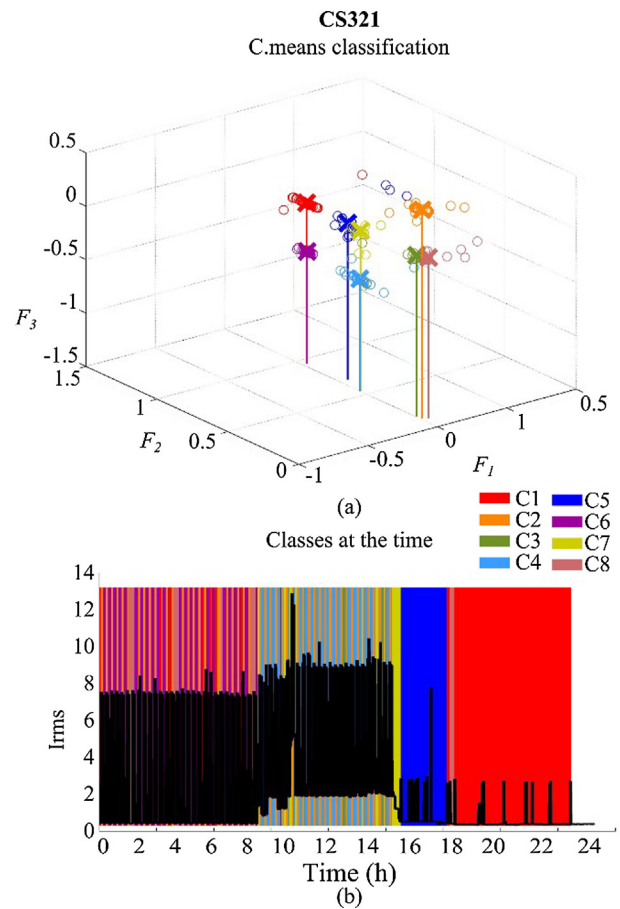 CS321
C.means classification
0.5
0
-0.5
-1
-1.5
F3
1.5
1
0.5
0
F2
-1
-0.5
0
1
0.5
F1
(a)
C1 C5
C2 C6
C3 C7
C4 C8
Classes at the time
14
12
10
8
6
4
2
0
Irms
0 2 4 6 8 10 12 14 16 18 20 22 24
Time (h)
(b)